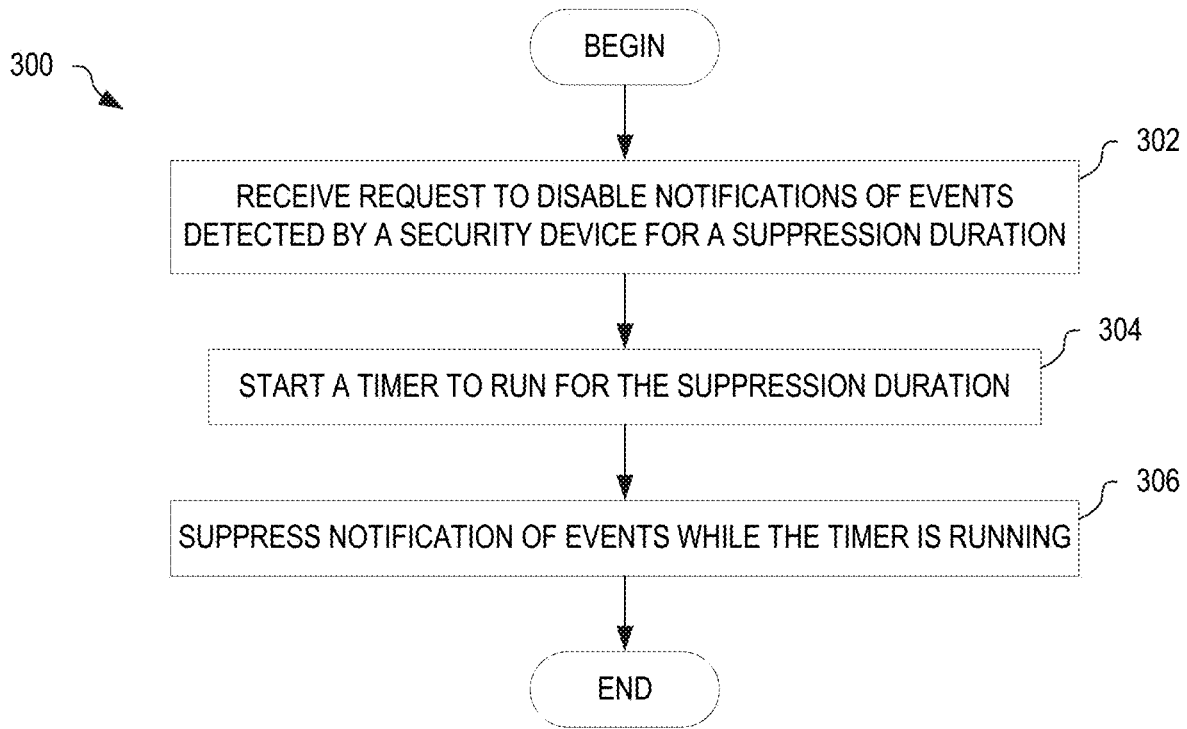 BEGIN
300
302
RECEIVE REQUEST TO DISABLE NOTIFICATIONS OF EVENTS
DETECTED BY A SECURITY DEVICE FOR A SUPPRESSION DURATION
304
START A TIMER TO RUN FOR THE SUPPRESSION DURATION
306
SUPPRESS NOTIFICATION OF EVENTS WHILE THE TIMER IS RUNNING
END